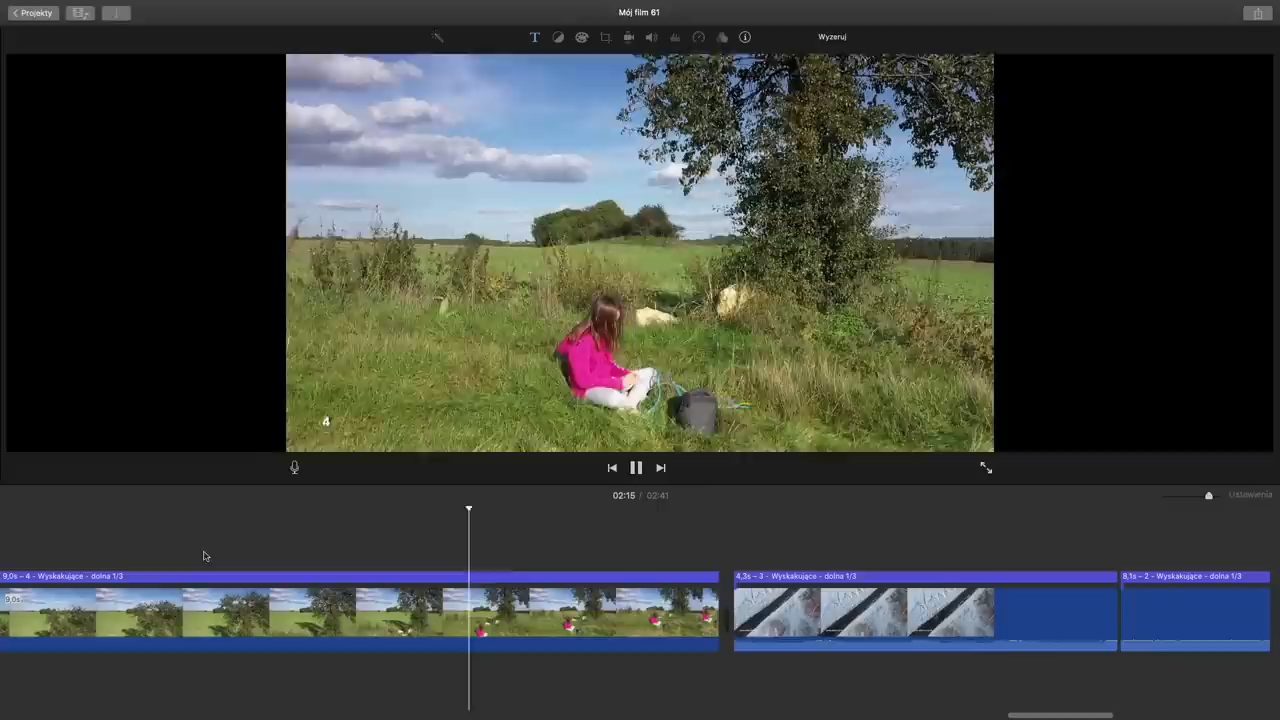 Projekty
Mój film 61
Wyzeruj
4
02:15 / 02:41
Ustawienia
9,0s – 4 - Wyskakujące - dolna 1/3
4,3s – 3 - Wyskakujące - dolna 1/3
8,1s – 2 - Wyskakujące - dolna 1/3
9,0s